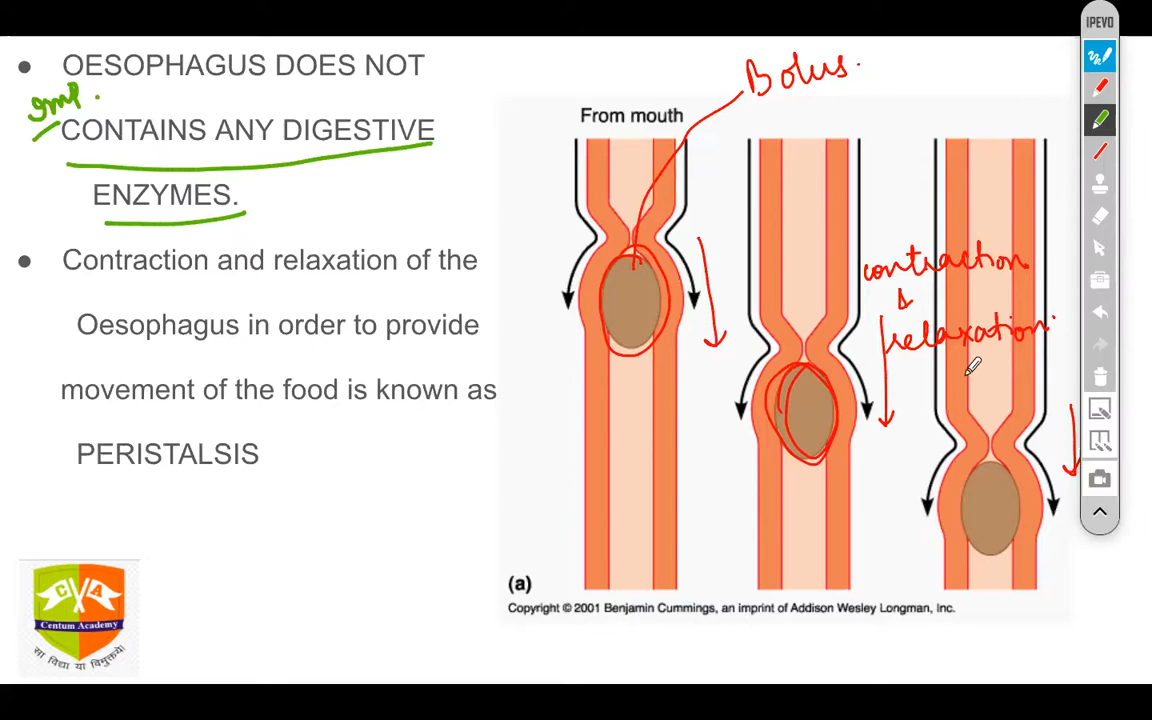 OESOPHAGUS DOES NOT
imp.
CONTAINS ANY DIGESTIVE
ENZYMES.
Contraction and relaxation of the
Oesophagus in order to provide
movement of the food is known as
PERISTALSIS
Bolus.
From mouth
contraction
&
relaxation.
(a)
Copyright © 2001 Benjamin Cummings, an imprint of Addison Wesley Longman, Inc.
C A
Centum Academy
सा विद्या या विमुक्तये।
IPEVO